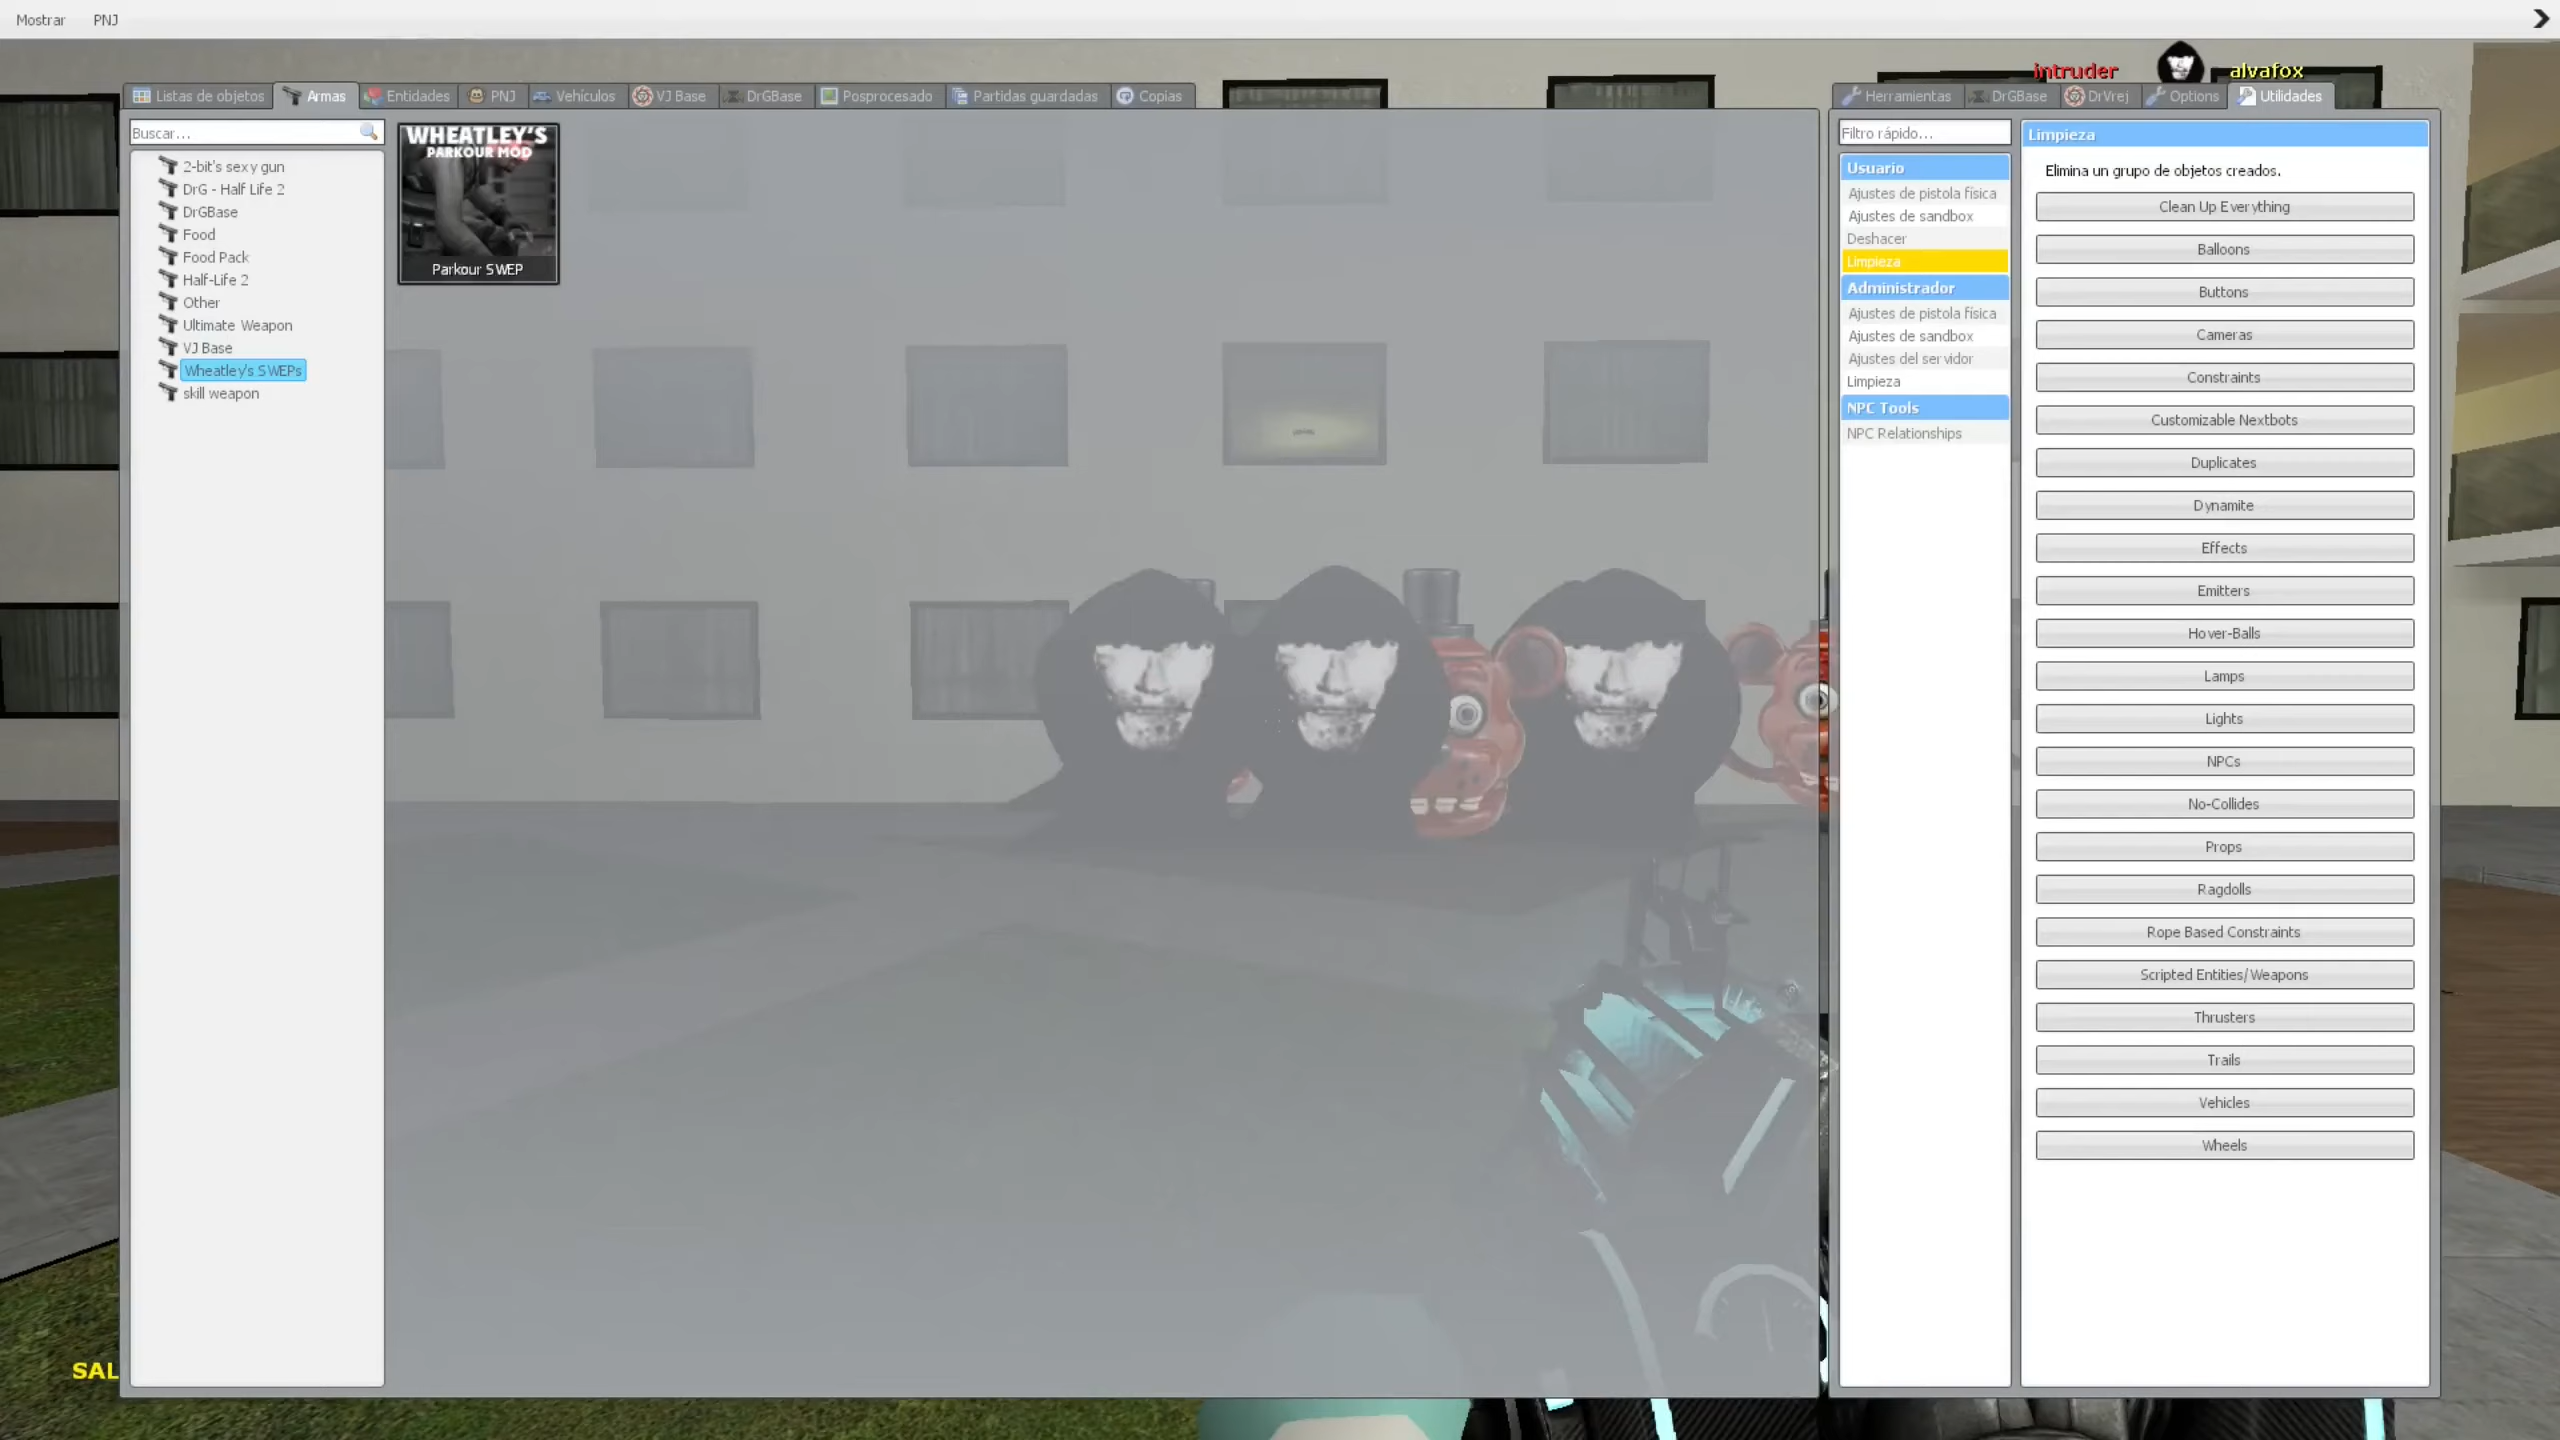 Mostrar PNJ
intruder alvafox
Listas de objetos Armas Entidades PNJ Vehículos VJ Base DrGBase Posprocesado Partidas guardadas Copias
Herramientas DrGBase DrVrej Options Utilidades
Buscar...
2-bit's sexy gun
DrG - Half Life 2
DrGBase
Food
Food Pack
Half-Life 2
Other
Ultimate Weapon
VJ Base
Wheatley's SWEPs
skill weapon
WHEATLEY'S
PARKOUR MOD
Parkour SWEP
Filtro rápido...
Usuario
Ajustes de pistola física
Ajustes de sandbox
Deshacer
Limpieza
Administrador
Ajustes de pistola física
Ajustes de sandbox
Ajustes del servidor
Limpieza
NPC Tools
NPC Relationships
Limpieza
Elimina un grupo de objetos creados.
Clean Up Everything
Balloons
Buttons
Cameras
Constraints
Customizable Nextbots
Duplicates
Dynamite
Effects
Emitters
Hover-Balls
Lamps
Lights
NPCs
No-Collides
Props
Ragdolls
Rope Based Constraints
Scripted Entities/Weapons
Thrusters
Trails
Vehicles
Wheels
SAL